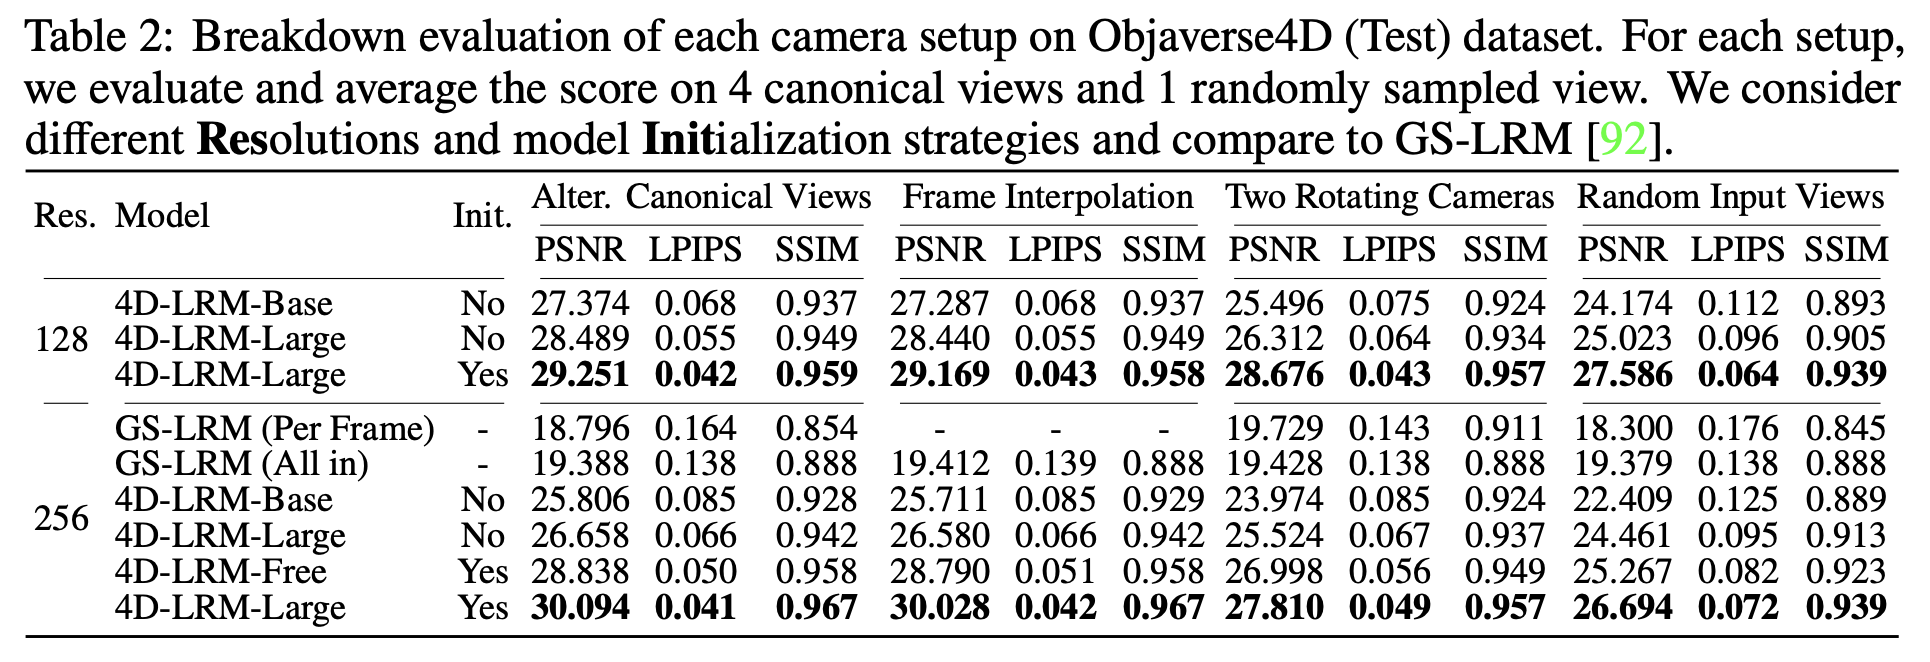 Table 2: Breakdown evaluation of each camera setup on Objaverse4D (Test) dataset. For each setup,
we evaluate and average the score on 4 canonical views and 1 randomly sampled view. We consider
different Resolutions and model Initialization strategies and compare to GS-LRM [92].
Res. Model Init. Alter. Canonical Views Frame Interpolation Two Rotating Cameras Random Input Views
PSNR LPIPS SSIM PSNR LPIPS SSIM PSNR LPIPS SSIM PSNR LPIPS SSIM
4D-LRM-Base No 27.374 0.068 0.937 27.287 0.068 0.937 25.496 0.075 0.924 24.174 0.112 0.893
128 4D-LRM-Large No 28.489 0.055 0.949 28.440 0.055 0.949 26.312 0.064 0.934 25.023 0.096 0.905
4D-LRM-Large Yes 29.251 0.042 0.959 29.169 0.043 0.958 28.676 0.043 0.957 27.586 0.064 0.939
GS-LRM (Per Frame) - 18.796 0.164 0.854 - - - 19.729 0.143 0.911 18.300 0.176 0.845
GS-LRM (All in) - 19.388 0.138 0.888 19.412 0.139 0.888 19.428 0.138 0.888 19.379 0.138 0.888
4D-LRM-Base No 25.806 0.085 0.928 25.711 0.085 0.929 23.974 0.085 0.924 22.409 0.125 0.889
256 4D-LRM-Large No 26.658 0.066 0.942 26.580 0.066 0.942 25.524 0.067 0.937 24.461 0.095 0.913
4D-LRM-Free Yes 28.838 0.050 0.958 28.790 0.051 0.958 26.998 0.056 0.949 25.267 0.082 0.923
4D-LRM-Large Yes 30.094 0.041 0.967 30.028 0.042 0.967 27.810 0.049 0.957 26.694 0.072 0.939